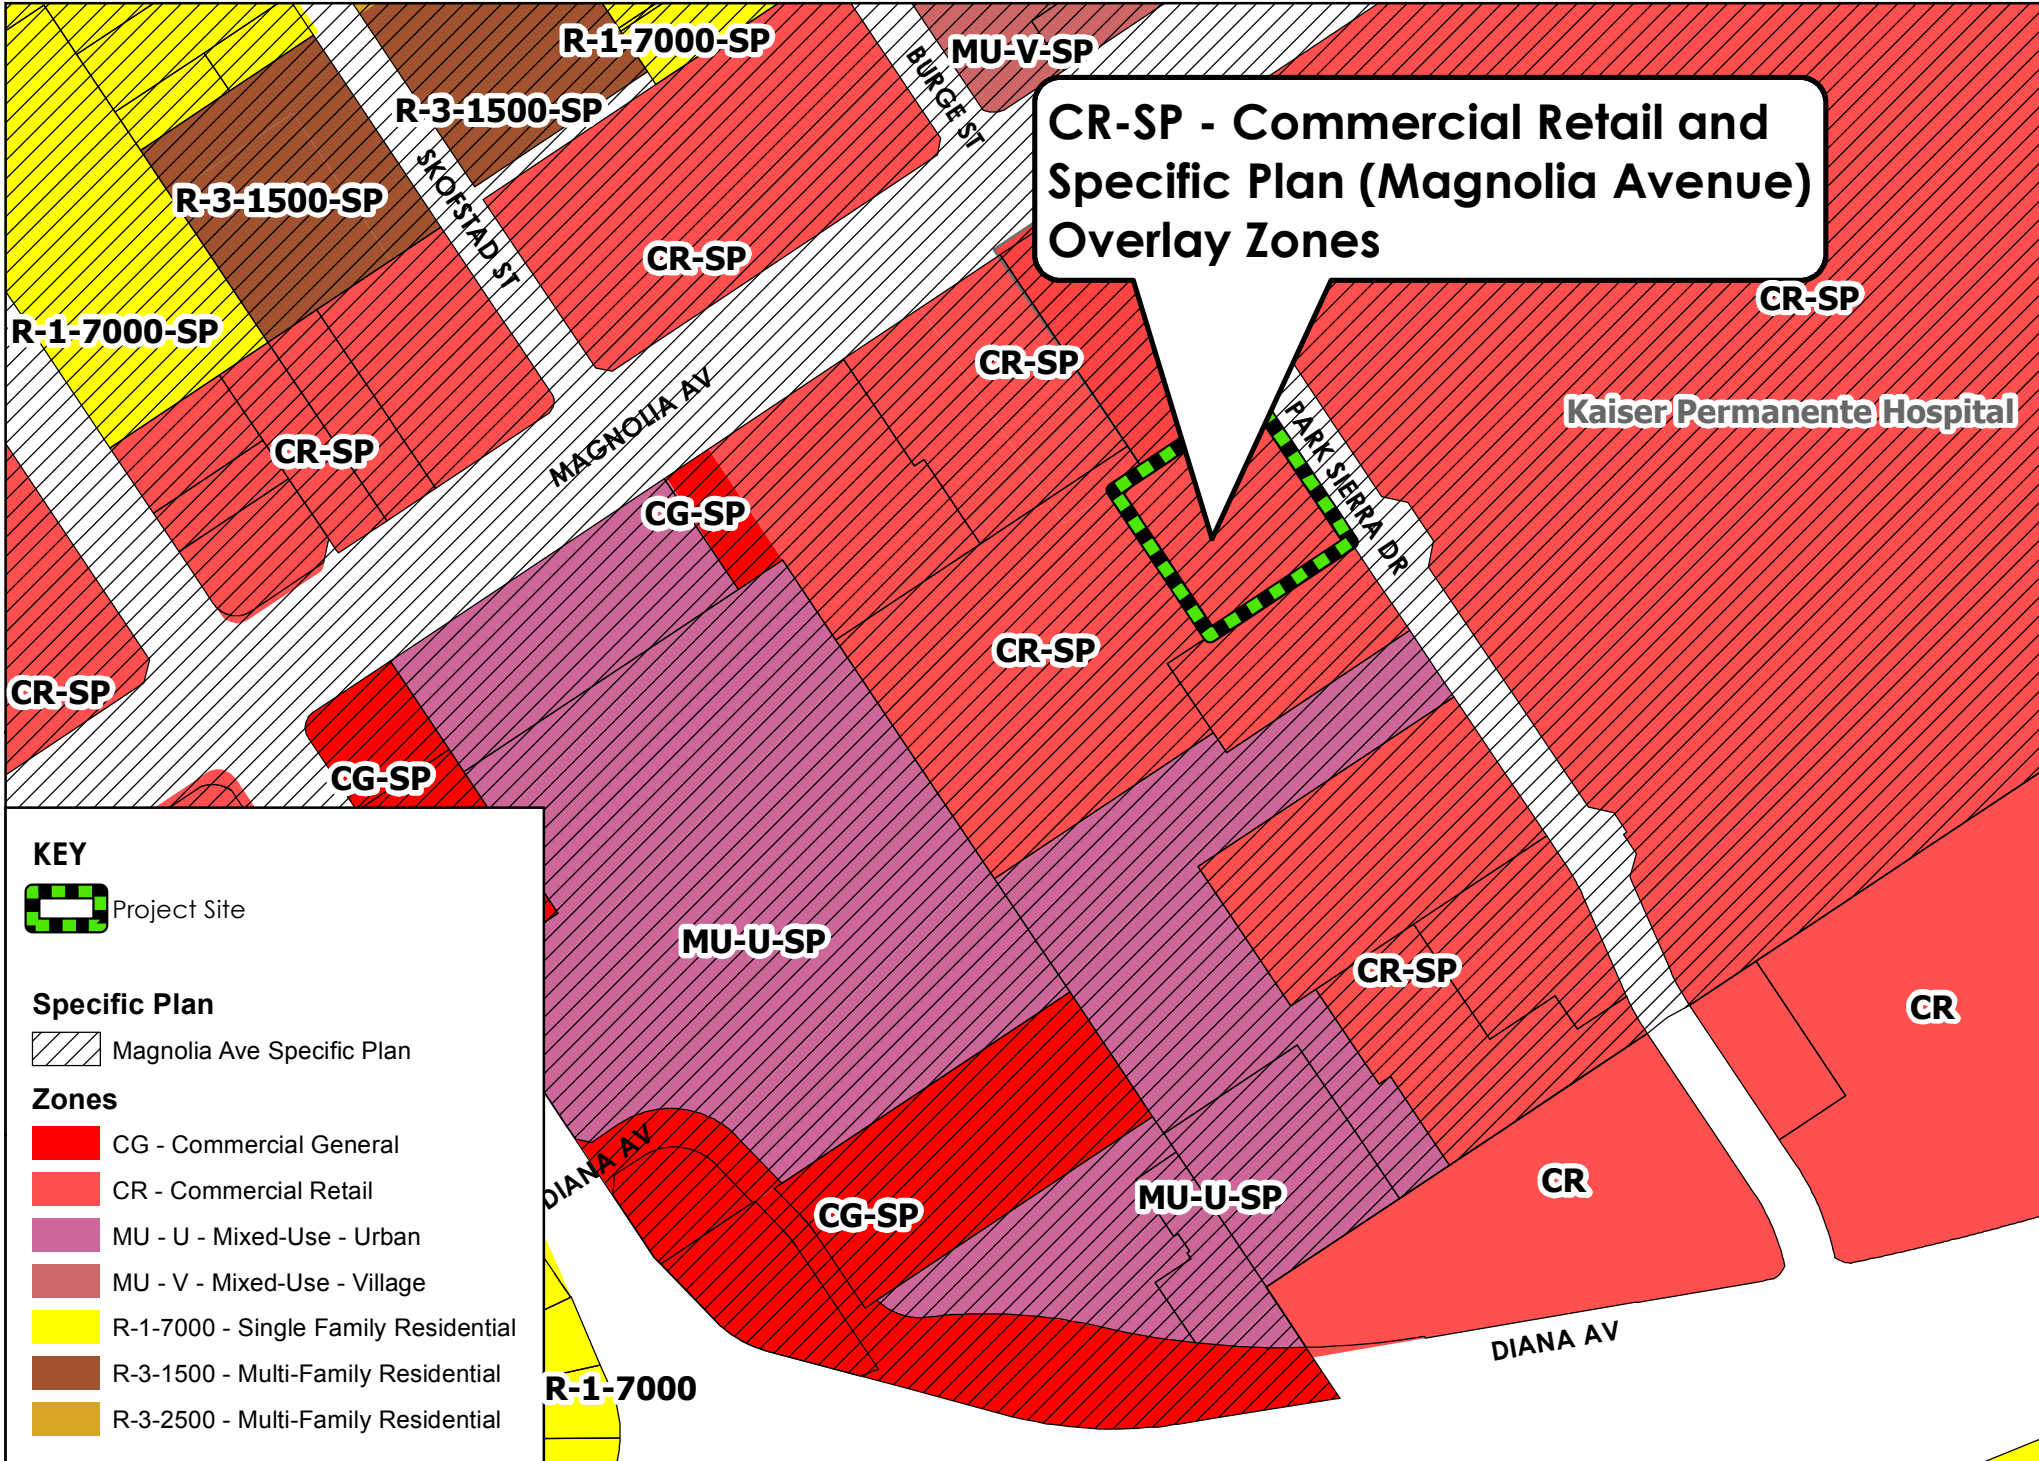 R-1-7000-SP
MU-V-SP
BURGE ST
R-3-1500-SP
CR-SP - Commercial Retail and
Specific Plan (Magnolia Avenue)
Overlay Zones
SKOFSTAD ST
R-3-1500-SP
CR-SP
CR-SP
R-1-7000-SP
CR-SP
Kaiser Permanente Hospital
MAGNOLIA AV
PARK SIERRA DR
CR-SP
CG-SP
CR-SP
CR-SP
CG-SP
MU-U-SP
CR-SP
CR
DIANA AV
CR
MU-U-SP
CG-SP
DIANA AV
R-1-7000
KEY
Project Site
Specific Plan
Magnolia Ave Specific Plan
Zones
CG - Commercial General
CR - Commercial Retail
MU - U - Mixed-Use - Urban
MU - V - Mixed-Use - Village
R-1-7000 - Single Family Residential
R-3-1500 - Multi-Family Residential
R-3-2500 - Multi-Family Residential